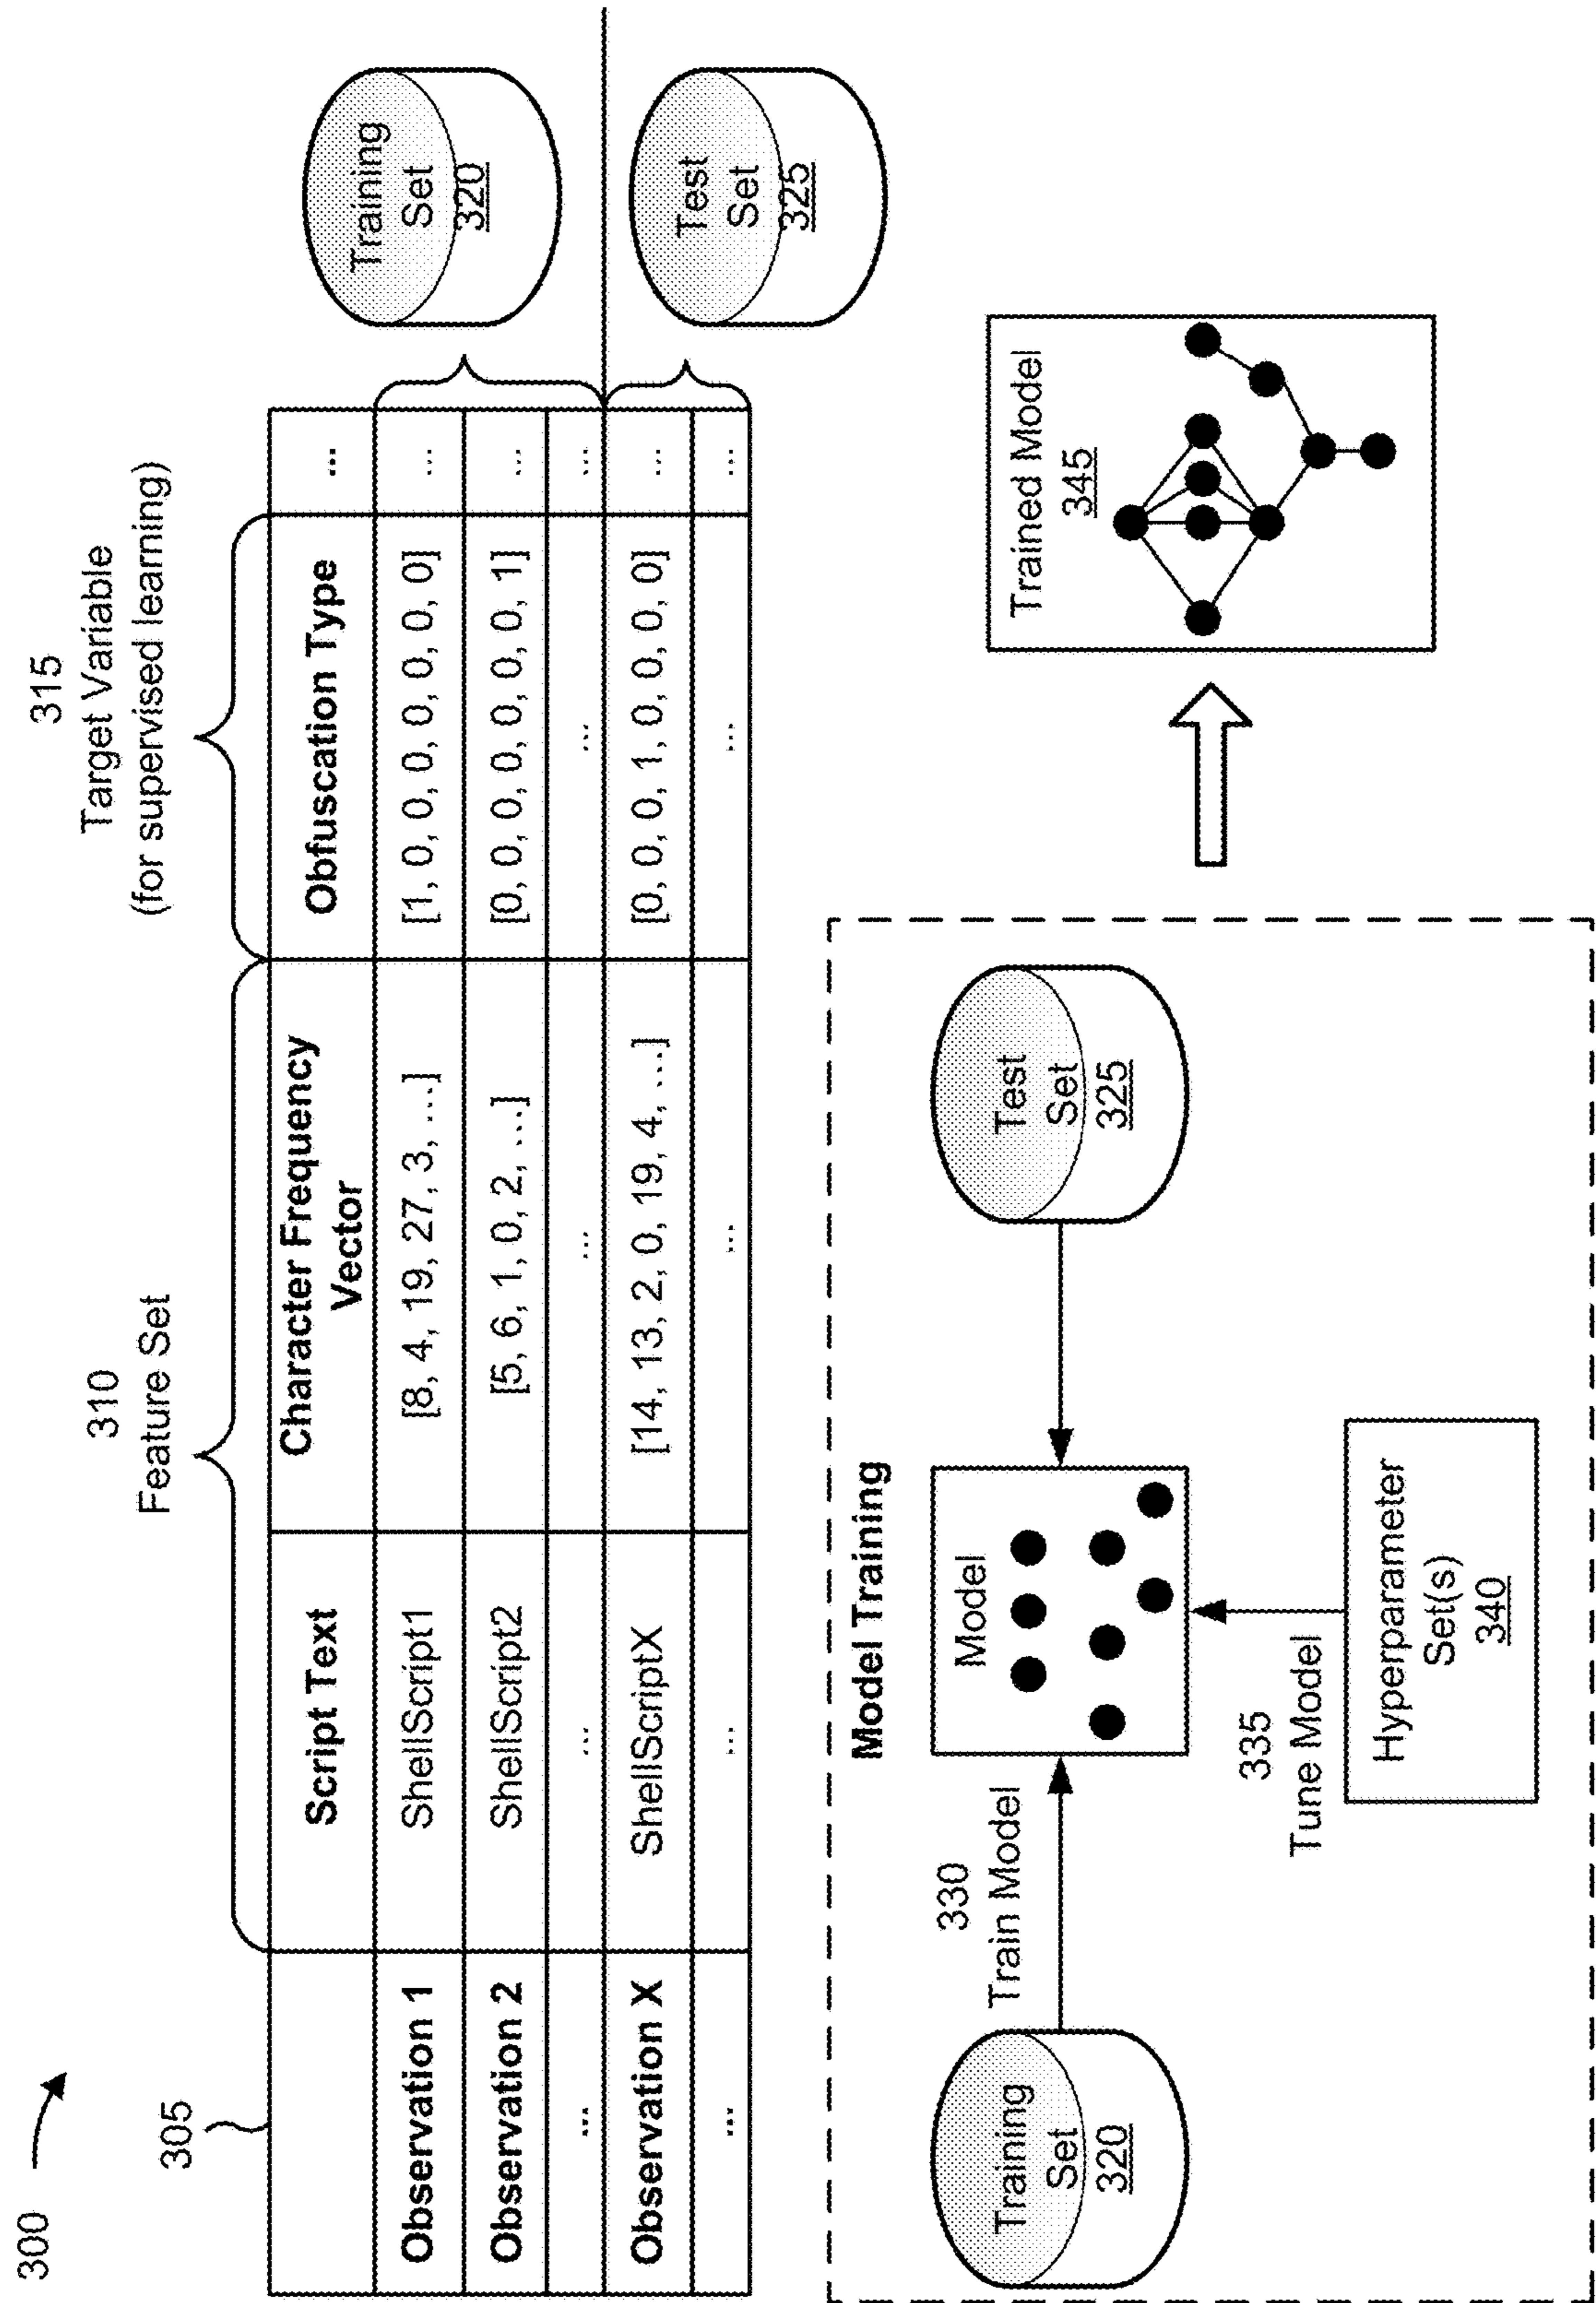 300
305
310
Feature Set
315
Target Variable
(for supervised learning)
Script Text
Character Frequency
Vector
Obfuscation Type
...
Observation 1
ShellScript1
[8, 4, 19, 27, 3, ...]
[1, 0, 0, 0, 0, 0, 0, 0]
...
Observation 2
ShellScript2
[5, 6, 1, 0, 2, ...]
[0, 0, 0, 0, 0, 0, 0, 1]
...
...
...
...
...
...
Observation X
ShellScriptX
[14, 13, 2, 0, 19, 4, ...]
[0, 0, 0, 1, 0, 0, 0, 0]
...
...
...
...
...
...
Training
Set
320
Test
Set
325
Model Training
Training
Set
320
330
Train Model
Model
Test
Set
325
335
Tune Model
Hyperparameter
Set(s)
340
Trained Model
345